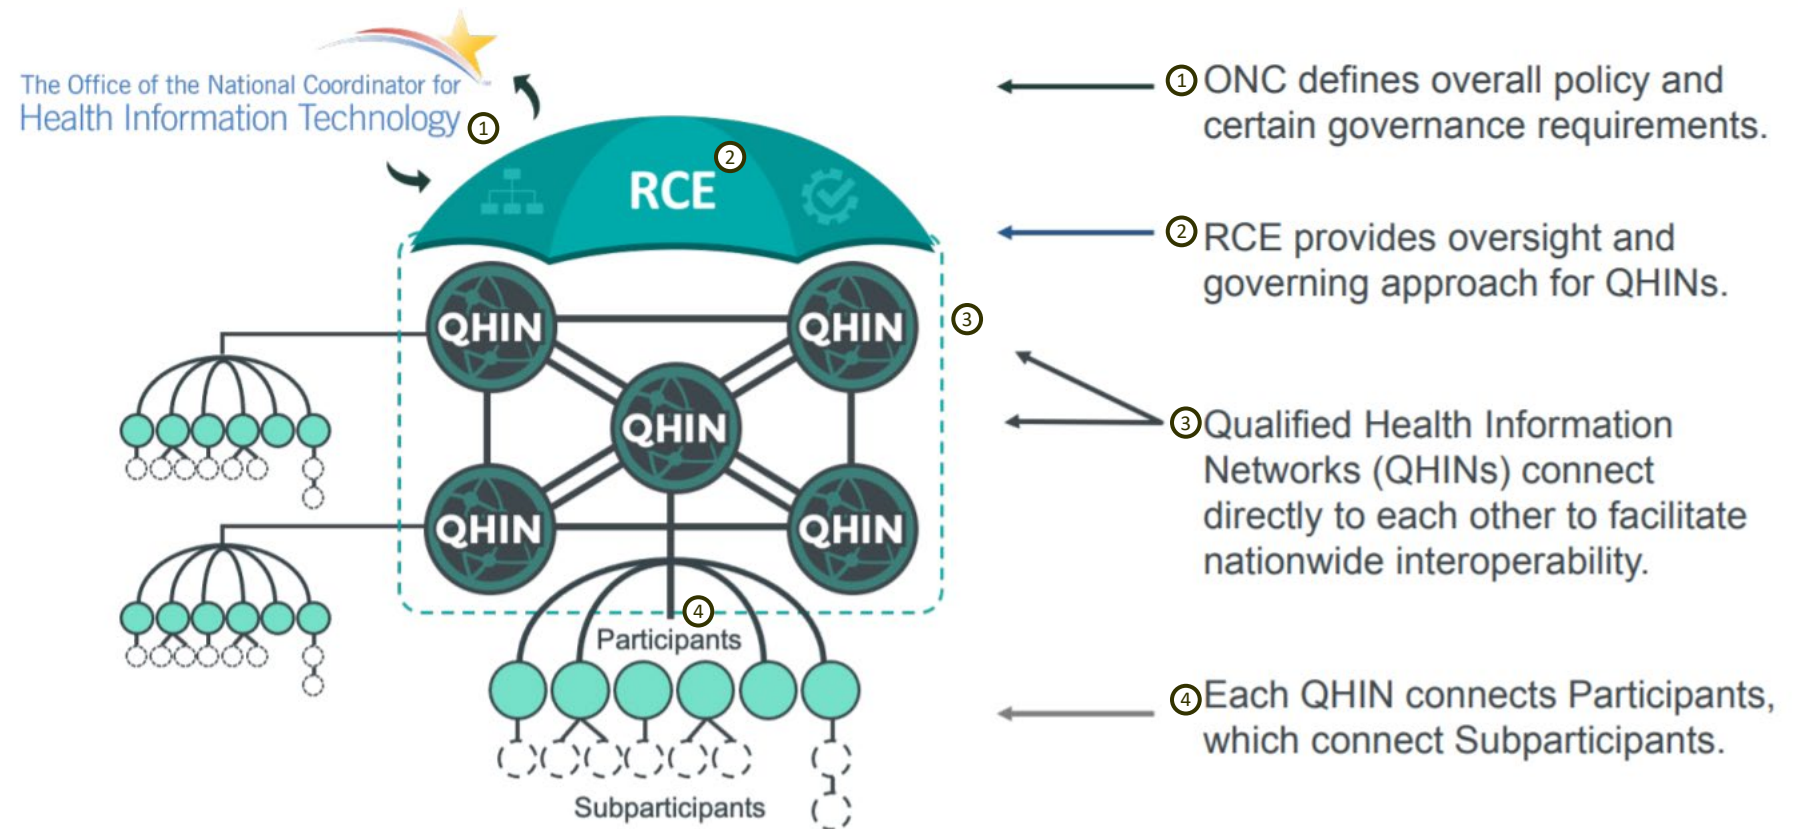 The Office of the National Coordinator for
Health Information Technology
1
RCE
2
QHIN
QHIN
3
QHIN
QHIN
QHIN
4
Participants
Subparticipants
1 ONC defines overall policy and
certain governance requirements.
2 RCE provides oversight and
governing approach for QHINs.
3 Qualified Health Information
Networks (QHINs) connect
directly to each other to facilitate
nationwide interoperability.
4 Each QHIN connects Participants,
which connect Subparticipants.